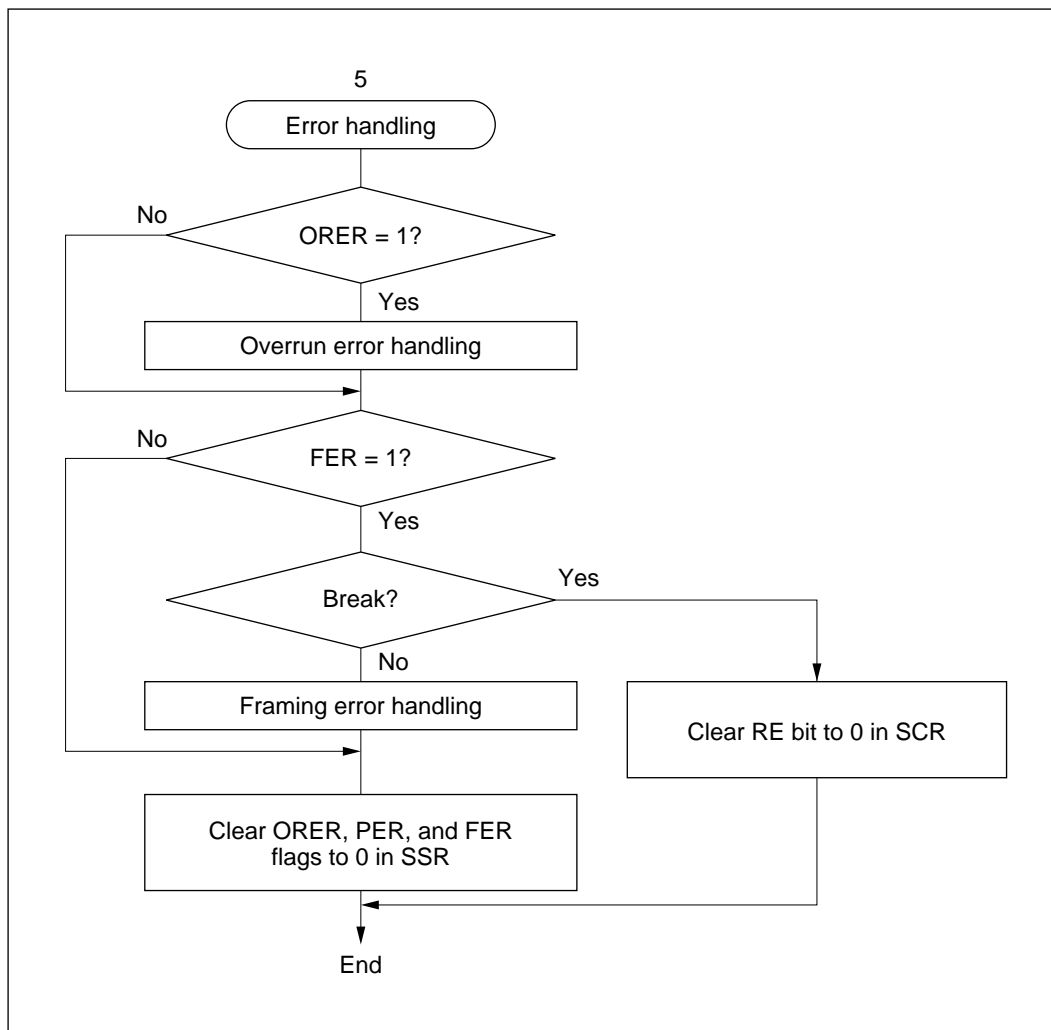 5
Error handling
No
ORER = 1?
Yes
Overrun error handling
No
FER = 1?
Yes
Break?
Yes
No
Framing error handling
Clear RE bit to 0 in SCR
Clear ORER, PER, and FER
flags to 0 in SSR
End